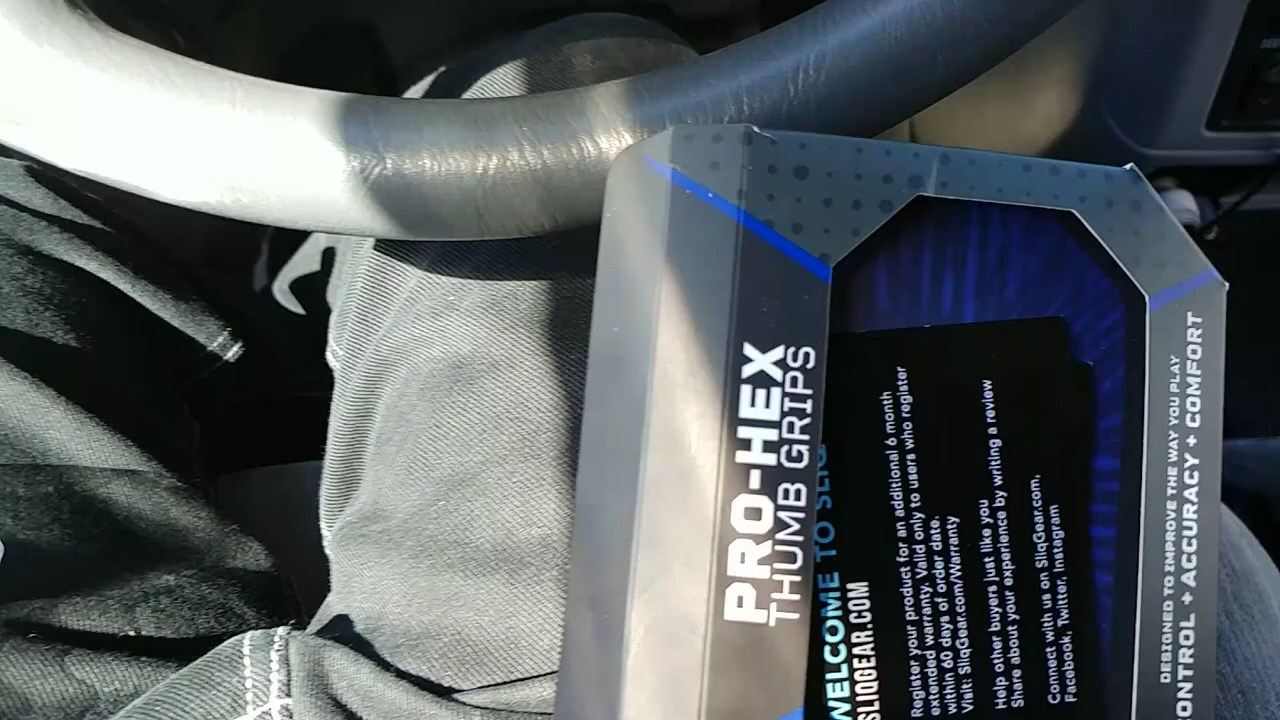 PRO-HEX
THUMB GRIPS
WELCOME TO SLIQ
SLIQGEAR.COM
Register your product for an additional 6 month
extended warranty. Valid only to users who register
within 60 days of order date.
Visit: SliqGear.com/Warranty
Help other buyers just like you
Share about your experience by writing a review
Connect with us on SliqGear.com,
Facebook, Twitter, Instagram
DESIGNED TO IMPROVE THE WAY YOU PLAY
ONTROL + ACCURACY + COMFORT